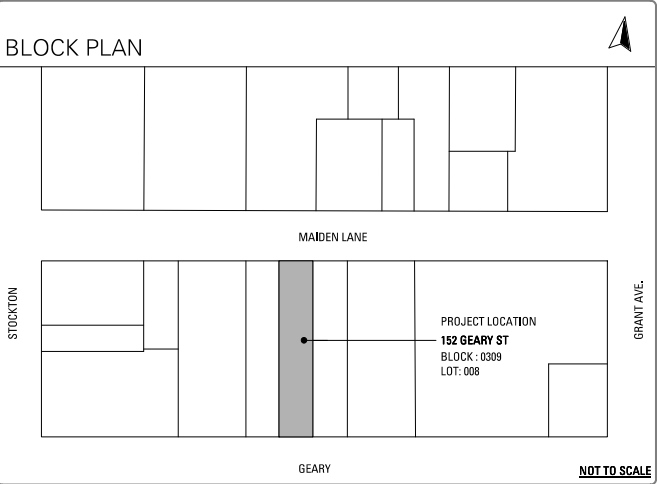 BLOCK PLAN
MAIDEN LANE
STOCKTON
GRANT AVE.
PROJECT LOCATION
152 GEARY ST
BLOCK : 0309
LOT: 008
GEARY
NOT TO SCALE